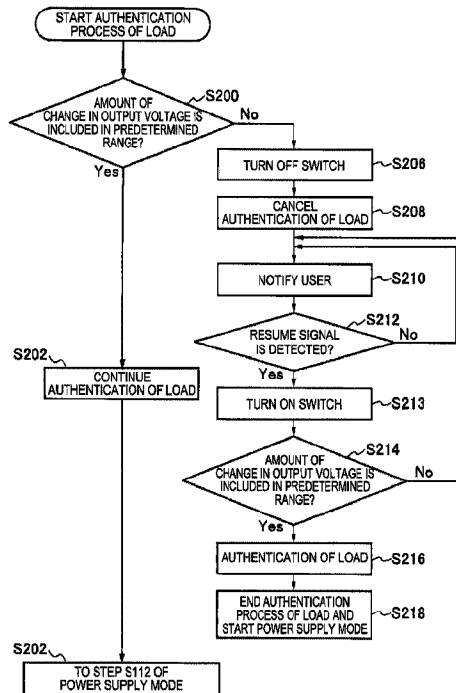 START AUTHENTICATION
PROCESS OF LOAD
AMOUNT OF
CHANGE IN OUTPUT VOLTAGE IS
INCLUDED IN PREDETERMINED
RANGE?
S200
No
Yes
TURN OFF SWITCH
S206
CANCEL
AUTHENTICATION OF LOAD
S208
NOTIFY USER
S210
RESUME SIGNAL
IS DETECTED?
S212
No
Yes
S202
CONTINUE
AUTHENTICATION OF LOAD
TURN ON SWITCH
S213
AMOUNT OF
CHANGE IN OUTPUT VOLTAGE IS
INCLUDED IN PREDETERMINED
RANGE?
S214
No
Yes
AUTHENTICATION OF LOAD
S216
END AUTHENTICATION
PROCESS OF LOAD AND
START POWER SUPPLY MODE
S218
S202
TO STEP S112 OF
POWER SUPPLY MODE